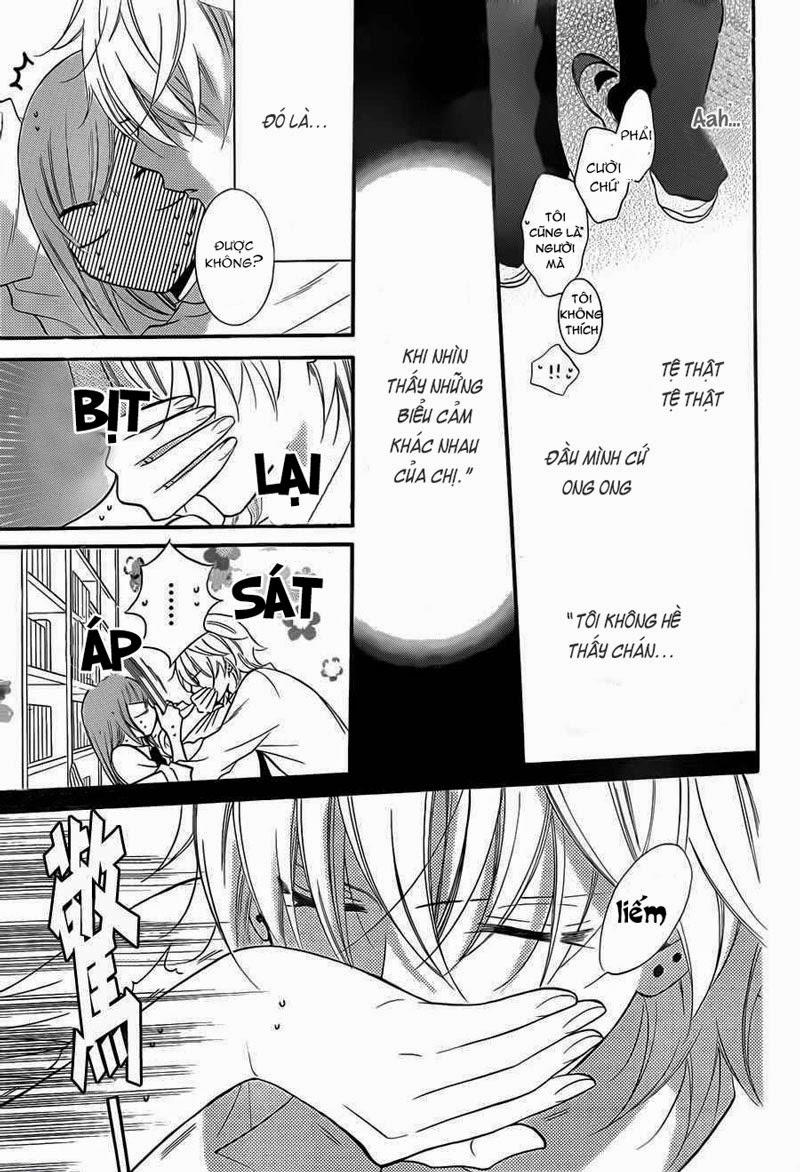 Aah...
PHẢI
CƯỜI
CHỨ
TÔI
CŨNG LÀ
NGƯỜI
MÀ
TÔI
KHÔNG
THÍCH
!!
TỆ THẬT
TỆ THẬT
ĐẦU MÌNH CỨ
ONG ONG
"TÔI KHÔNG HỀ
THẤY CHÁN...
KHI NHÌN
THẤY NHỮNG
BIỂU CẢM
KHÁC NHAU
CỦA CHỊ."
ĐÓ LÀ...
ĐƯỢC
KHÔNG?
BỊT
LẠI
......
ÁP
SÁT
liếm